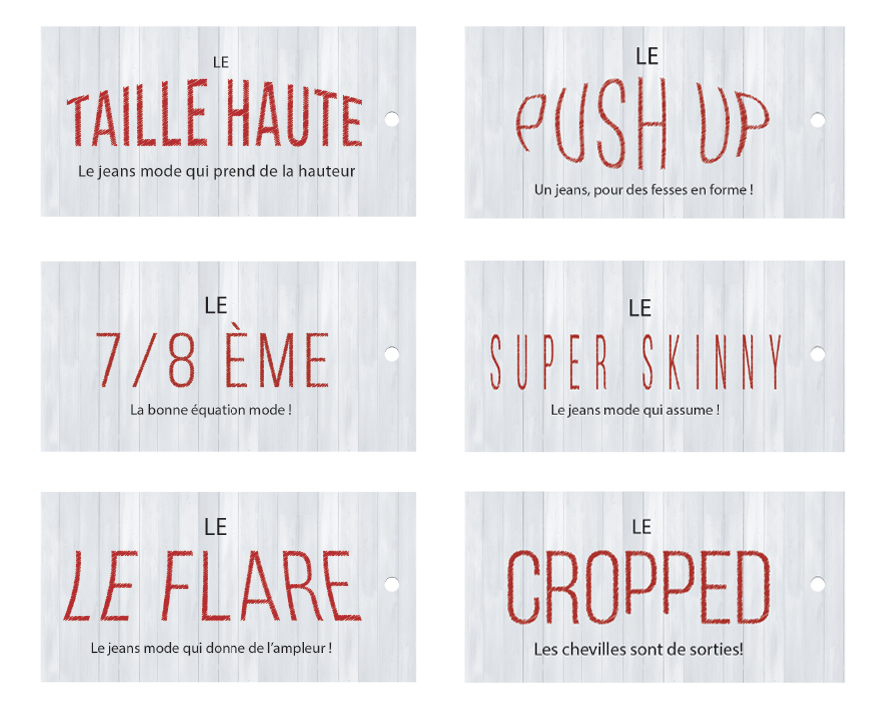 LE
TAILLE HAUTE
Le jeans mode qui prend de la hauteur
LE
PUSH UP
Un jeans, pour des fesses en forme !
LE
7/8 ÈME
La bonne équation mode !
LE
SUPER SKINNY
Le jeans mode qui assume !
LE
LE FLARE
Le jeans mode qui donne de l'ampleur !
LE
CROPPED
Les chevilles sont de sorties!